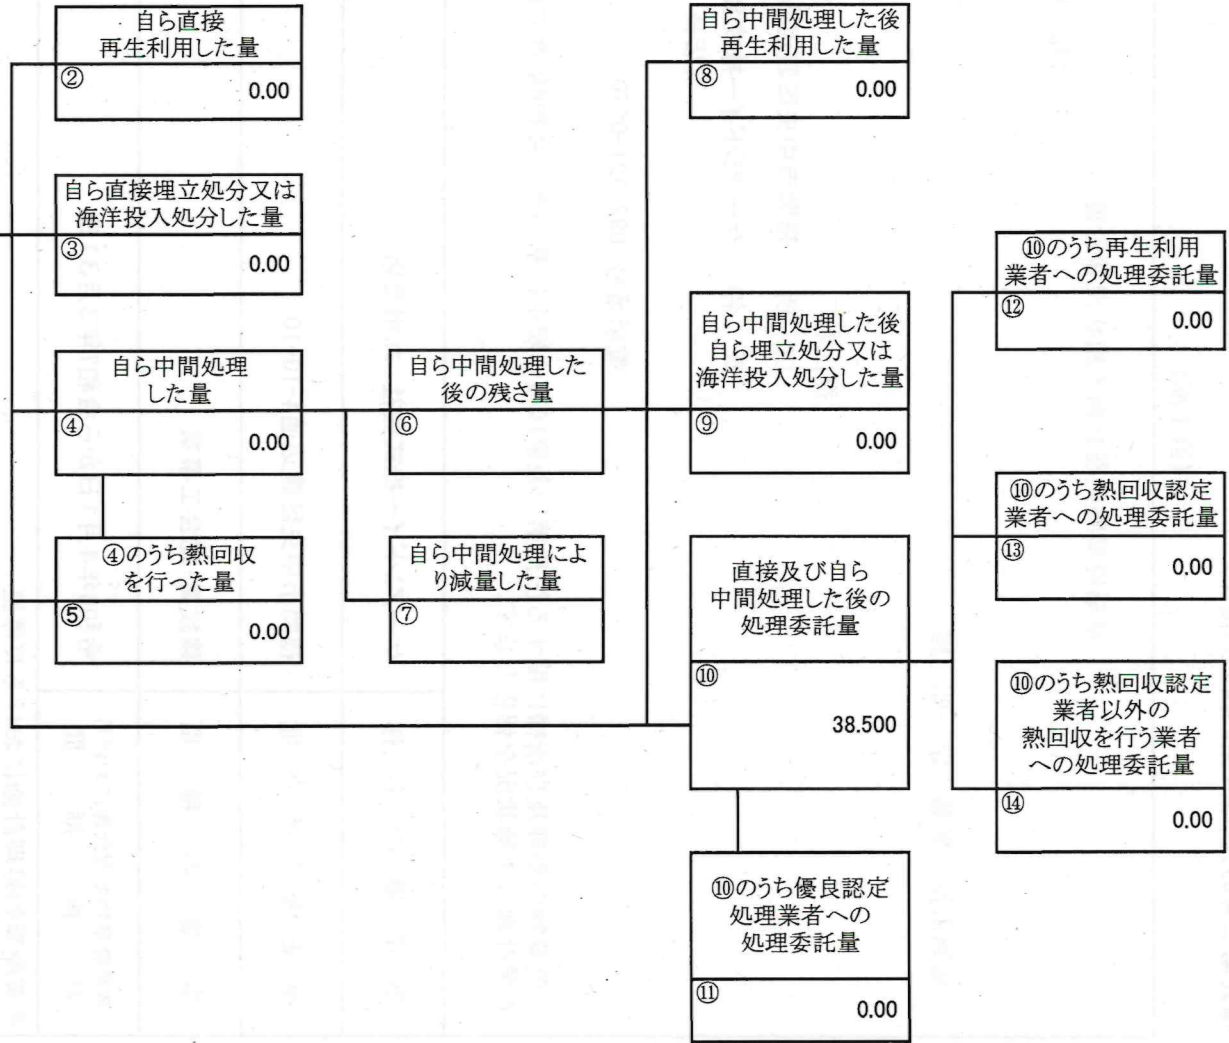 自ら直接
再生利用した量
②
0.00
自ら直接埋立処分又は
海洋投入処分した量
③
0.00
自ら中間処理
した量
④
0.00
④のうち熱回収
を行った量
⑤
0.00
自ら中間処理した
後の残さ量
⑥
自ら中間処理によ
り減量した量
⑦
自ら中間処理した後
再生利用した量
⑧
0.00
自ら中間処理した後
自ら埋立処分又は
海洋投入処分した量
⑨
0.00
直接及び自ら
中間処理した後の
処理委託量
⑩
38.500
⑩のうち優良認定
処理業者への
処理委託量
⑪
0.00
⑩のうち再生利用
業者への処理委託量
⑫
0.00
⑩のうち熱回収認定
業者への処理委託量
⑬
0.00
⑩のうち熱回収認定
業者以外の
熱回収を行う業者
への処理委託量
⑭
0.00